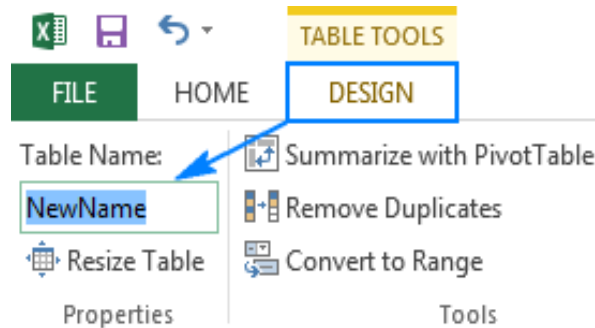 TABLE TOOLS
FILE HOME DESIGN
Table Name:
NewName
Resize Table
Properties
Summarize with PivotTable
Remove Duplicates
Convert to Range
Tools